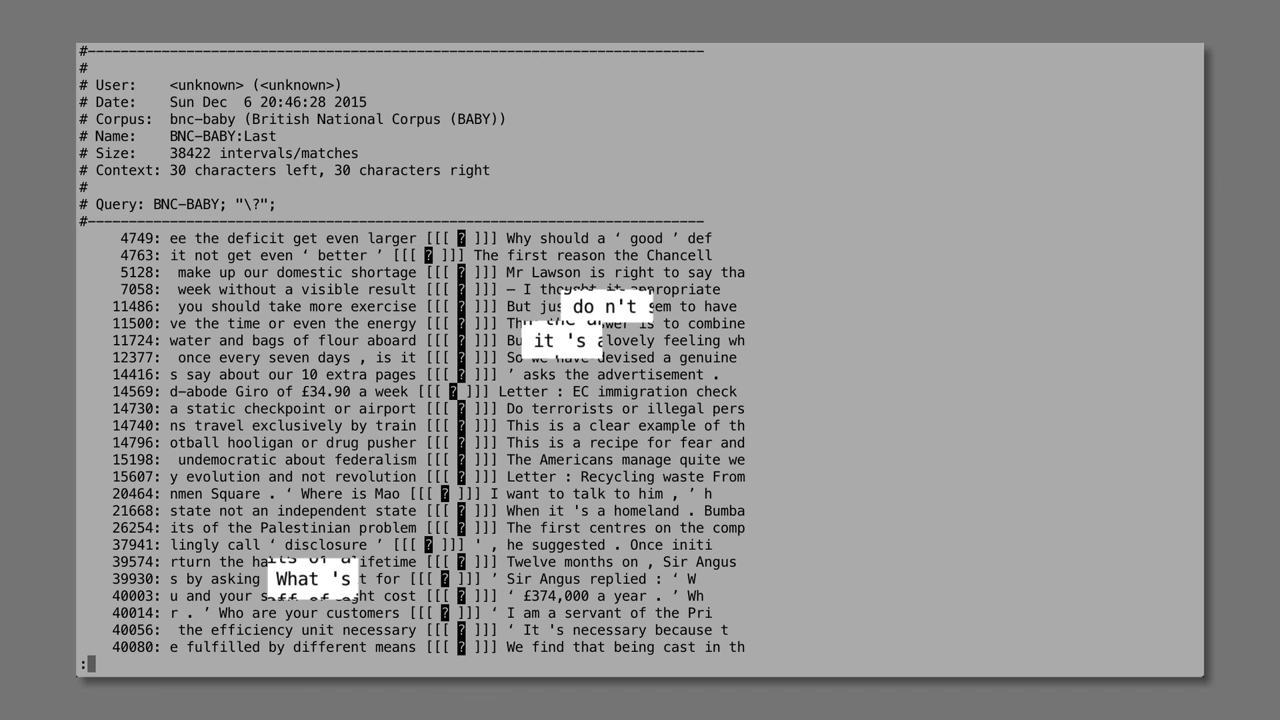 #--------------------------------------------------------------------------
#
# User:    <unknown> (<unknown>)
# Date:    Sun Dec  6 20:46:28 2015
# Corpus:  bnc-baby (British National Corpus (BABY))
# Name:    BNC-BABY:Last
# Size:    38422 intervals/matches
# Context: 30 characters left, 30 characters right
#
# Query: BNC-BABY; "\?";
#--------------------------------------------------------------------------
4749: ee the deficit get even larger [[[ ? ]]] Why should a ‘ good ’ def
4763: it not get even ‘ better ’ [[[ ? ]]] The first reason the Chancell
5128:  make up our domestic shortage [[[ ? ]]] Mr Lawson is right to say tha
7058:  week without a visible result [[[ ? ]]] — I thought it appropriate
11486:  you should take more exercise [[[ ? ]]] But jus do n't em to have
11500: ve the time or even the energy [[[ ? ]]] is to combine
11724: water and bags of flour aboard [[[ ? ]]] Bu it 's a lovely feeling wh
12377:  once every seven days , is it [[[ ? ]]] So we have devised a genuine
14416: s say about our 10 extra pages [[[ ? ]]] ’ asks the advertisement .
14569: d-abode Giro of £34.90 a week [[[ ? ]]] Letter : EC immigration check
14730: a static checkpoint or airport [[[ ? ]]] Do terrorists or illegal pers
14740: ns travel exclusively by train [[[ ? ]]] This is a clear example of th
14796: otball hooligan or drug pusher [[[ ? ]]] This is a recipe for fear and
15198:  undemocratic about federalism [[[ ? ]]] The Americans manage quite we
15607: y evolution and not revolution [[[ ? ]]] Letter : Recycling waste From
20464: nmen Square . ‘ Where is Mao [[[ ? ]]] I want to talk to him , ’ h
21668: state not an independent state [[[ ? ]]] When it 's a homeland . Bumba
26254: its of the Palestinian problem [[[ ? ]]] The first centres on the comp
37941: lingly call ‘ disclosure ’ [[[ ? ]]] ' , he suggested . Once initi
39574: rturn the ifetime [[[ ? ]]] Twelve months on , Sir Angus
39930: s by asking What 's t for [[[ ? ]]] ’ Sir Angus replied : ‘ W
40003: u and your ght cost [[[ ? ]]] ‘ £374,000 a year . ’ Wh
40014: r . ’ Who are your customers [[[ ? ]]] ‘ I am a servant of the Pri
40056:  the efficiency unit necessary [[[ ? ]]] ‘ It 's necessary because t
40080: e fulfilled by different means [[[ ? ]]] We find that being cast in th
: